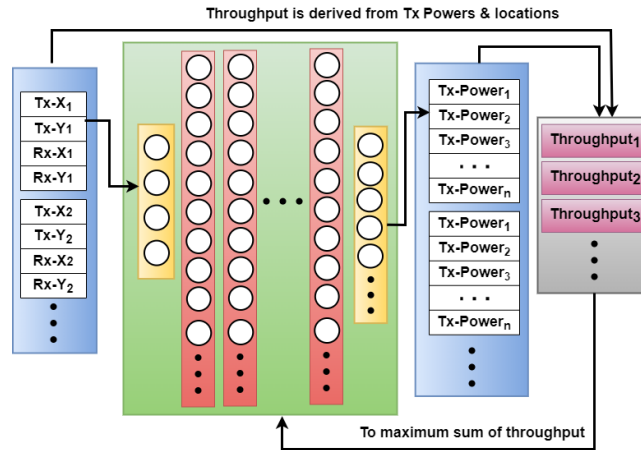 Throughput is derived from Tx Powers & locations
Tx-X1
Tx-Y1
Rx-X1
Rx-Y1
Tx-X2
Tx-Y2
Rx-X2
Rx-Y2
Tx-Power1
Tx-Power2
Tx-Power3
. . .
Tx-Powern
Tx-Power1
Tx-Power2
Tx-Power3
. . .
Tx-Powern
Throughput1
Throughput2
Throughput3
To maximum sum of throughput